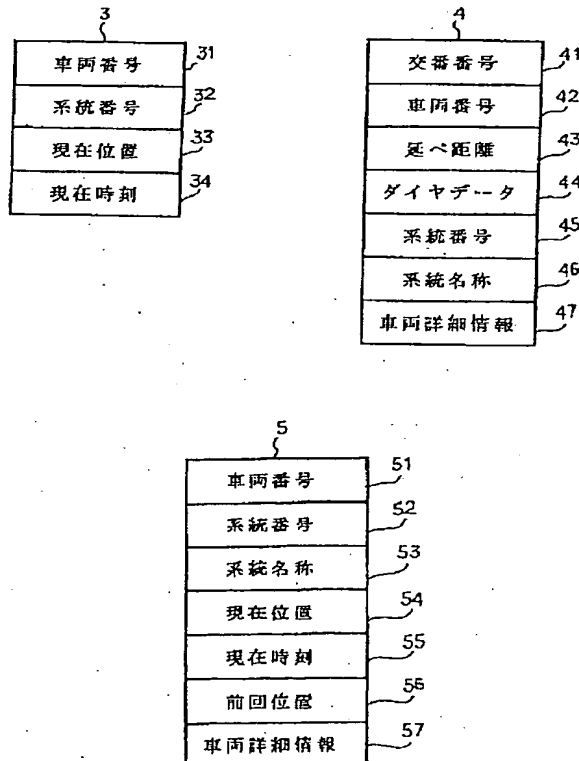 3
車両番号 31
系統番号 32
現在位置 33
現在時刻 34
4
交番番号 41
車両番号 42
延べ距離 43
ダイヤデータ 44
系統番号 45
系統名称 46
車両詳細情報 47
5
車両番号 51
系統番号 52
系統名称 53
現在位置 54
現在時刻 55
前回位置 56
車両詳細情報 57